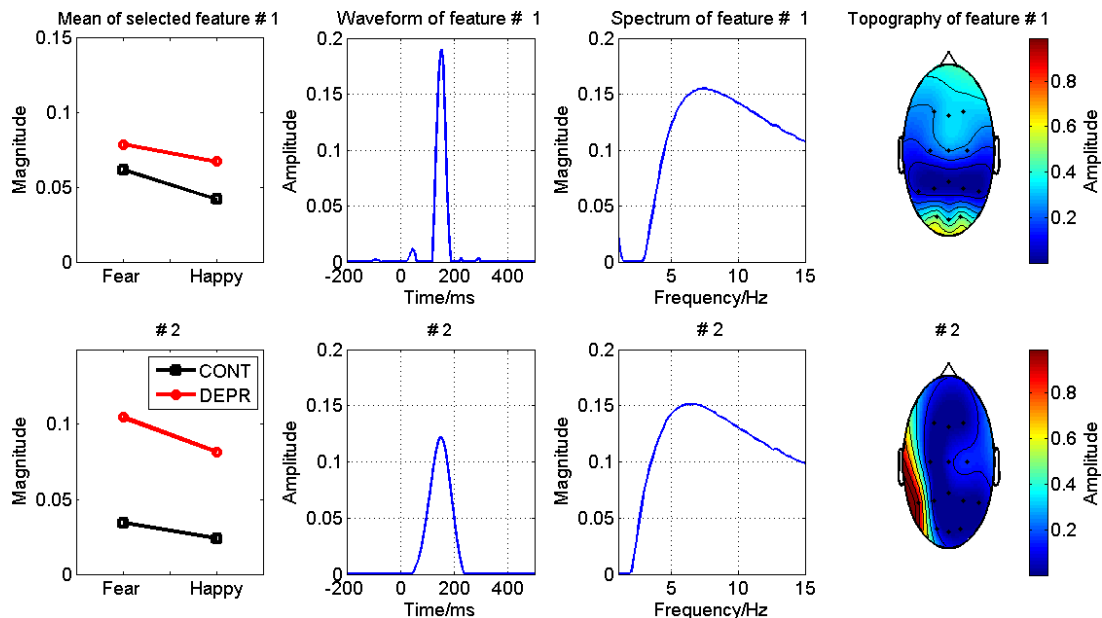 Mean of selected feature # 1
Waveform of feature # 1
Spectrum of feature # 1
Topography of feature # 1
0.15
0.1
0.05
0
Magnitude
Fear
Happy
0.2
0.15
0.1
0.05
0
Amplitude
-200
0
200
400
Time/ms
0.2
0.15
0.1
0.05
0
Magnitude
5
10
15
Frequency/Hz
0.8
0.6
0.4
0.2
Amplitude
# 2
# 2
# 2
# 2
CONT
DEPR
0.1
0.05
0
Magnitude
Fear
Happy
0.2
0.15
0.1
0.05
0
Amplitude
-200
0
200
400
Time/ms
0.2
0.15
0.1
0.05
0
Magnitude
5
10
15
Frequency/Hz
0.8
0.6
0.4
0.2
Amplitude